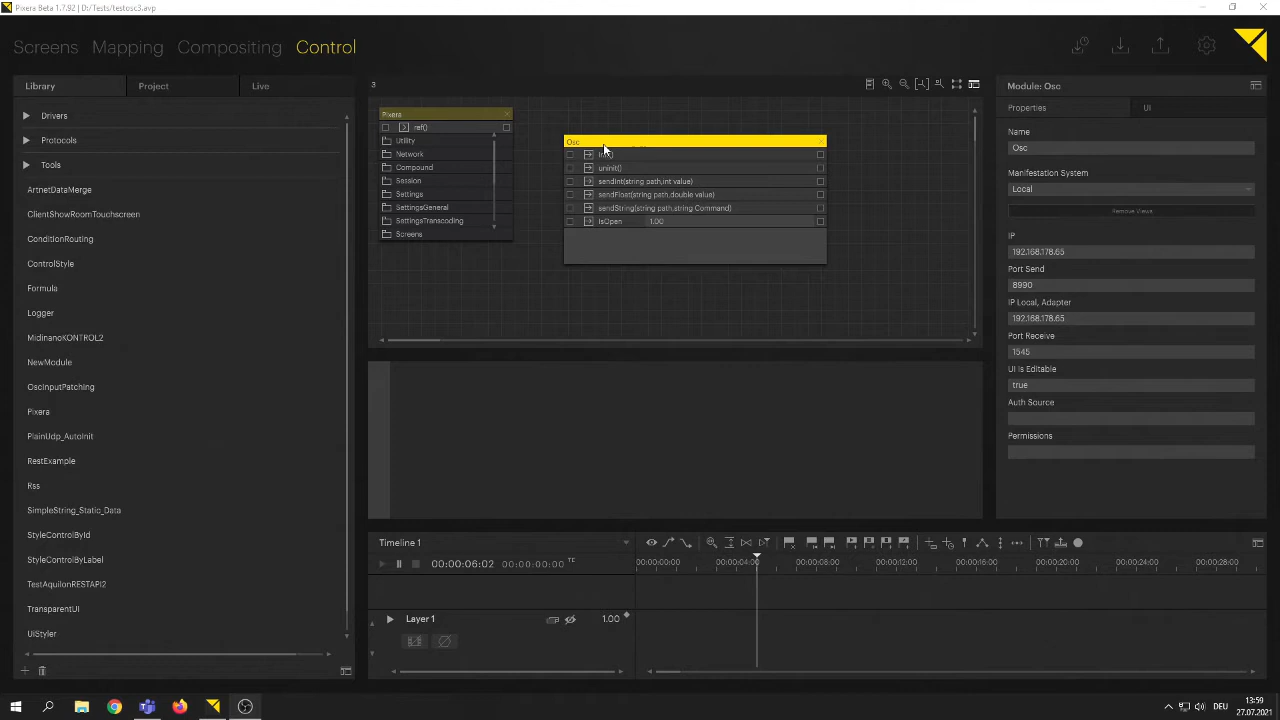 Pixera Beta 1.7.92 | D:/Tests/testosc3.avp
Screens Mapping Compositing Control
Library Project Live
Drivers
Protocols
Tools
ArtnetDataMerge
ClientShowRoomTouchscreen
ConditionRouting
ControlStyle
Formula
Logger
MidinanoKONTROL2
NewModule
OscInputPatching
Pixera
PlainUdp_AutoInit
RestExample
Rss
SimpleString_Static_Data
StyleControlById
StyleControlByLabel
TestAquilonRESTAPI2
TransparentUI
UiStyler
3
Pixera
ref()
Utility
Network
Compound
Session
Settings
SettingsGeneral
SettingsTranscoding
Screens
Osc
uninit()
sendInt(string path,int value)
sendFloat(string path,double value)
sendString(string path,string Command)
IsOpen 1.00
Module: Osc
Properties UI
Name
Osc
Manifestation System
Local
Remove Views
IP
192.168.178.65
Port Send
8990
IP Local, Adapter
192.168.178.65
Port Receive
1545
UI Is Editable
true
Auth Source
Permissions
Timeline 1
00:00:06:02 00:00:00:00 TE
00:00:00:00 00:00:04:00 00:00:08:00 00:00:12:00 00:00:16:00 00:00:20:00 00:00:24:00 00:00:28:00
Layer 1 1.00
DEU
13:59
27.07.2021